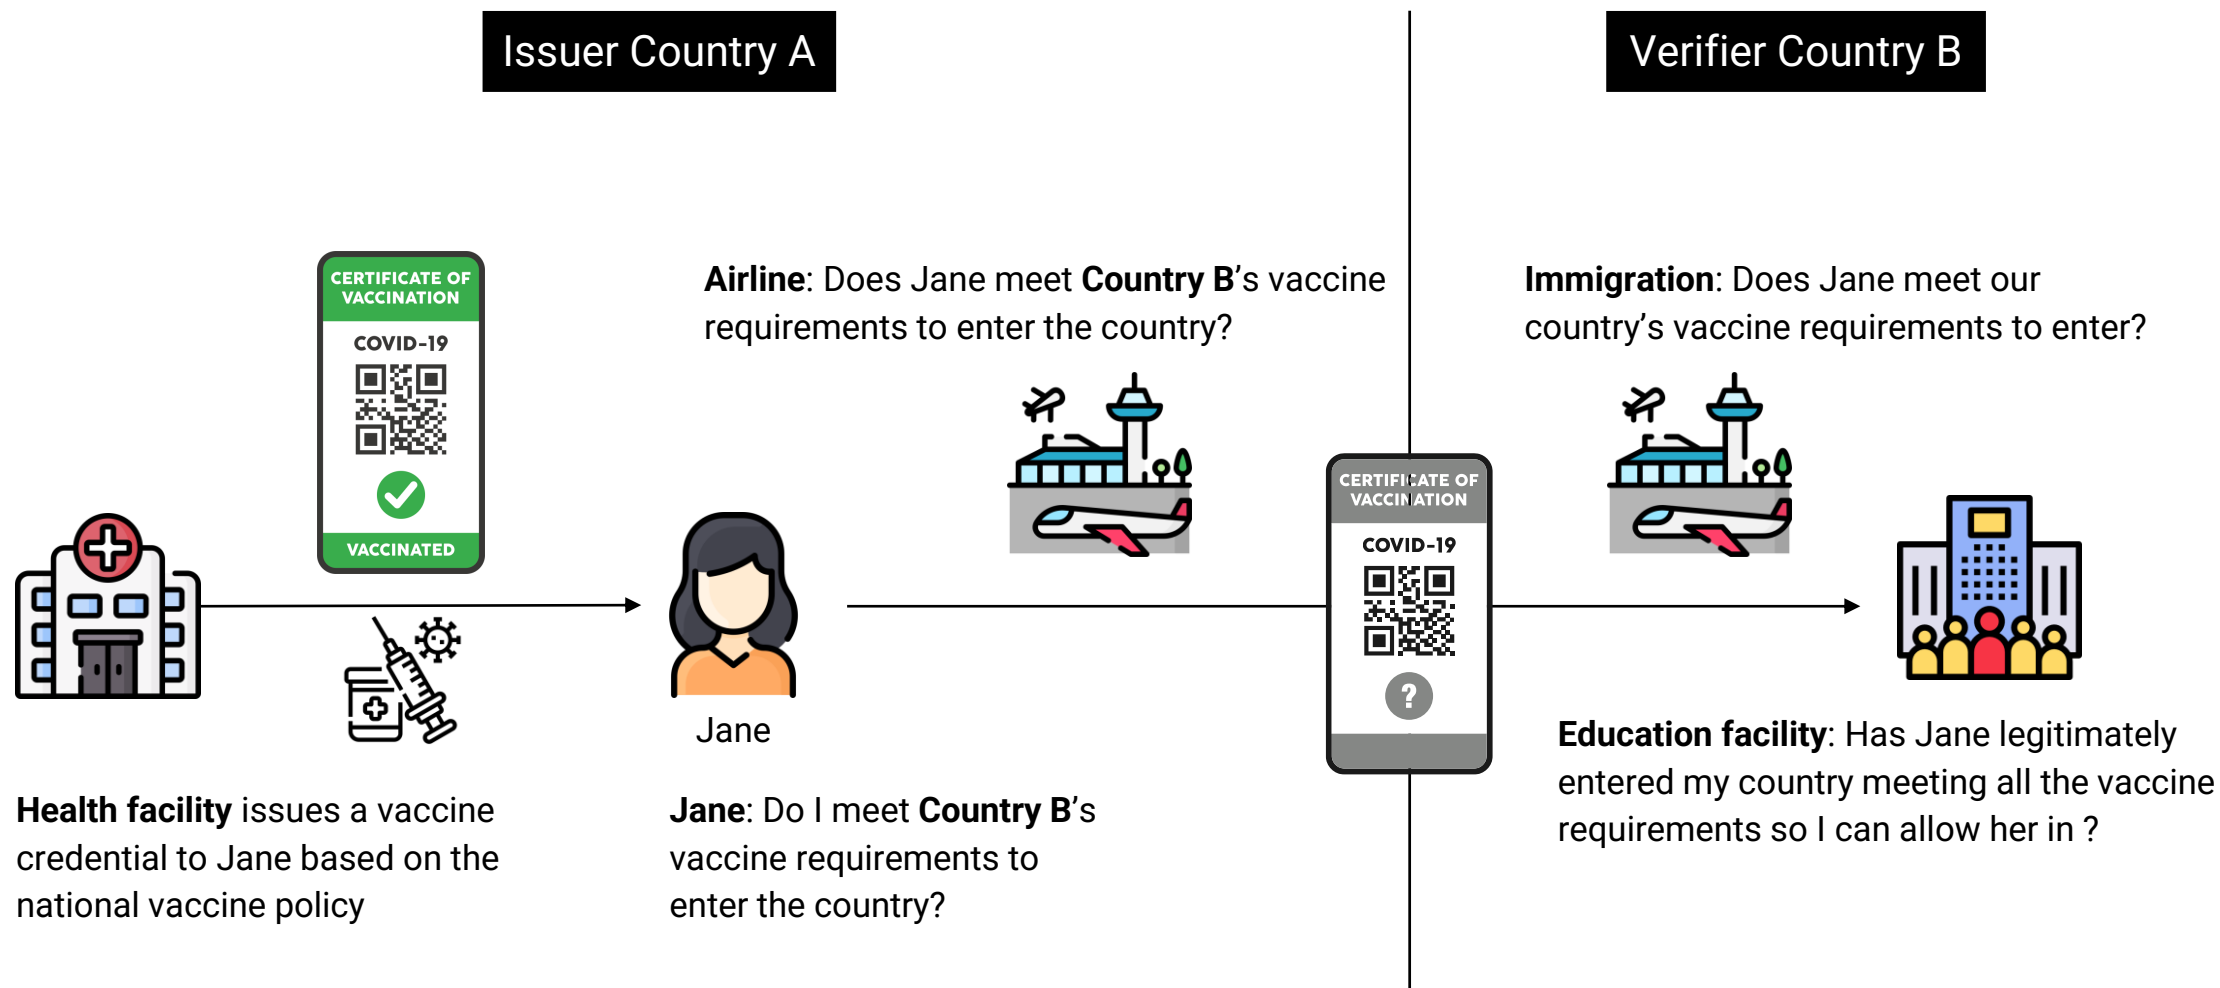 Issuer Country A
Verifier Country B
CERTIFICATE OF
VACCINATION
COVID-19
VACCINATED
Airline: Does Jane meet Country B’s vaccine
requirements to enter the country?
Immigration: Does Jane meet our
country’s vaccine requirements to enter?
CERTIFICATE OF
VACCINATION
COVID-19
?
Jane
Health facility issues a vaccine
credential to Jane based on the
national vaccine policy
Jane: Do I meet Country B’s
vaccine requirements to
enter the country?
Education facility: Has Jane legitimately
entered my country meeting all the vaccine
requirements so I can allow her in ?